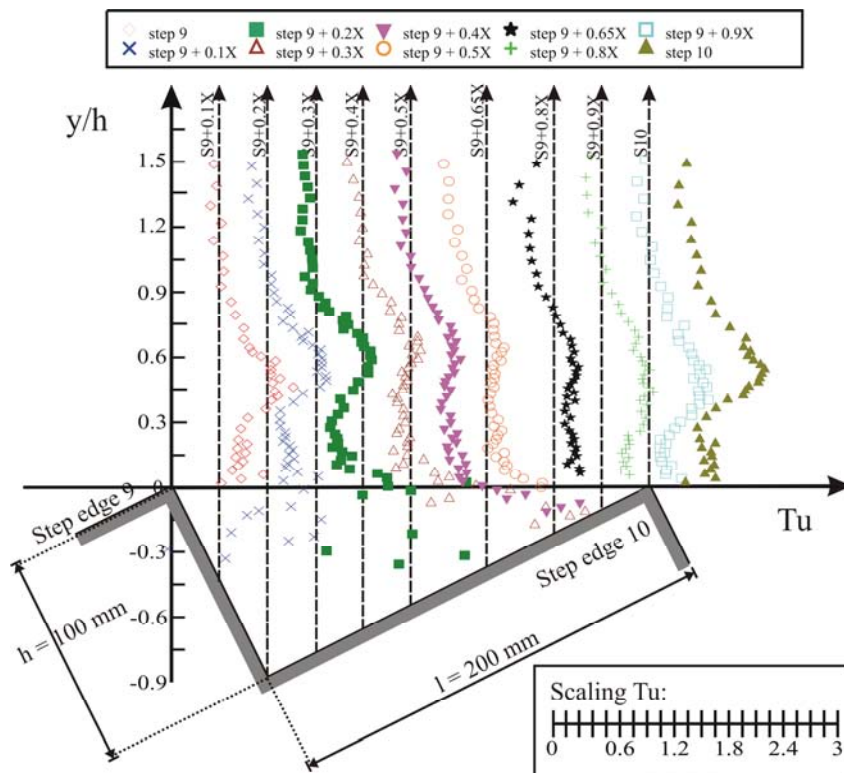 step 9 step 9 + 0.2X step 9 + 0.4X step 9 + 0.65X step 9 + 0.9X
step 9 + 0.1X step 9 + 0.3X step 9 + 0.5X step 9 + 0.8X step 10
y/h
S9+0.1X
S9+0.2X
S9+0.3X
S9+0.4X
S9+0.5X
S9+0.65X
S9+0.8X
S9+0.9X
S10
1.5
1.2
0.9
0.6
0.3
0
-0.3
-0.6
-0.9
Tu
Step edge 9
Step edge 10
h = 100 mm
l = 200 mm
Scaling Tu:
0 0.6 1.2 1.8 2.4 3